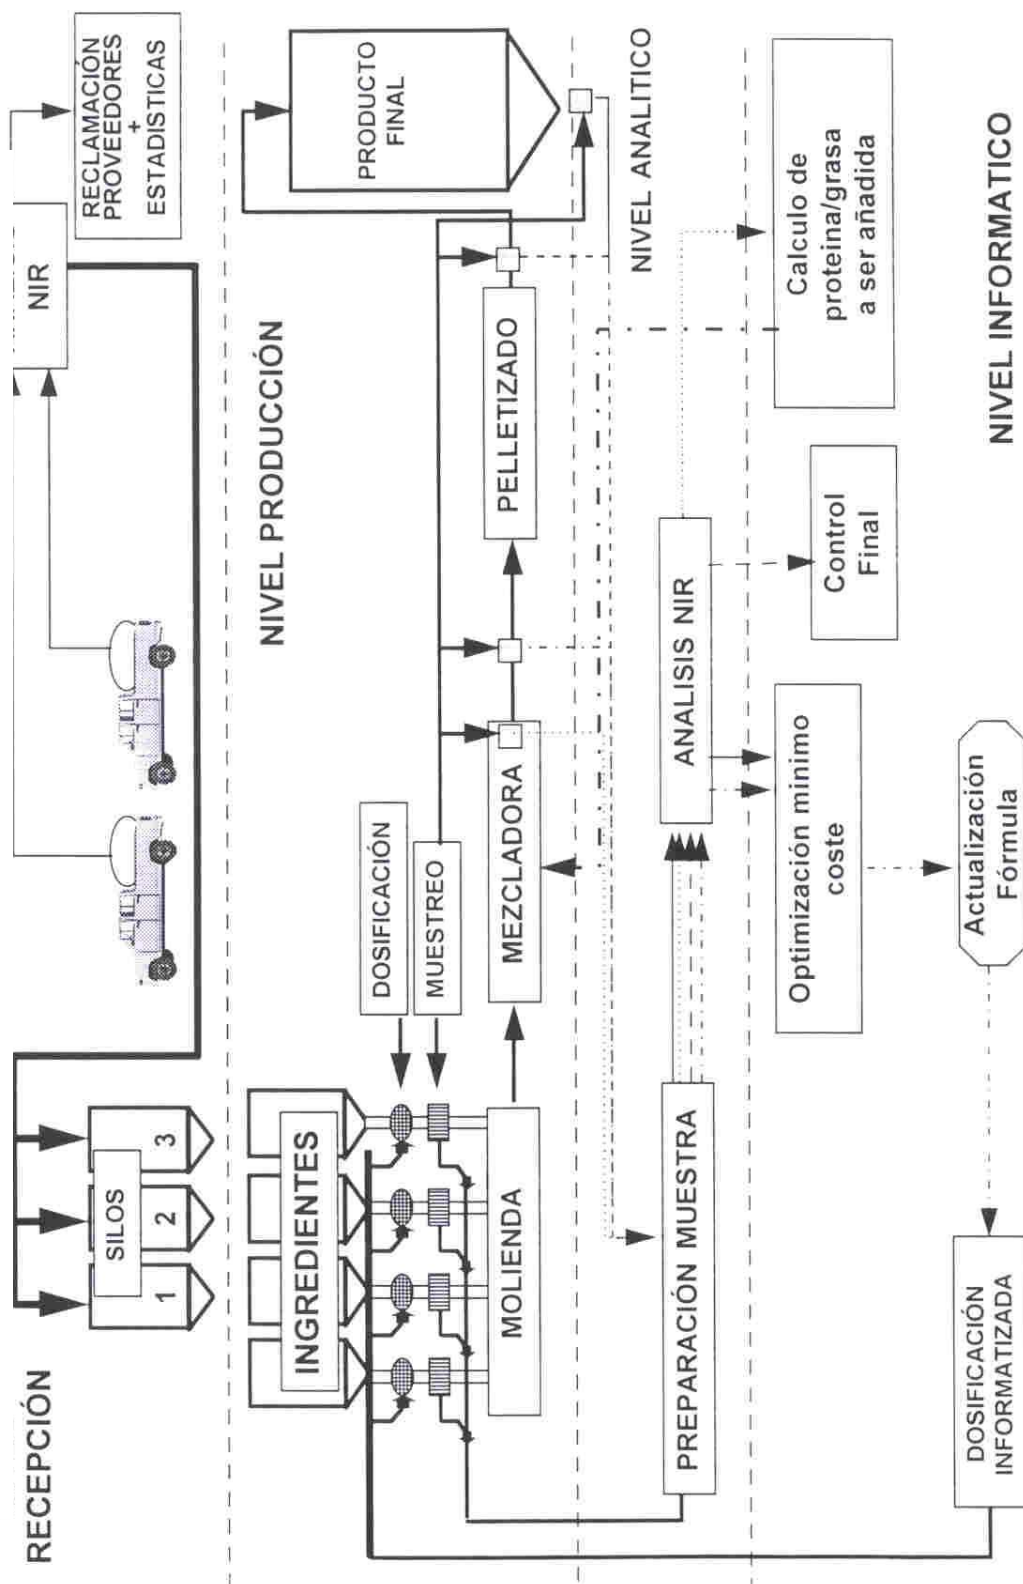 RECEPCIÓN
SILOS
1
2
3
NIR
RECLAMACIÓN
PROVEEDORES
+
ESTADISTICAS
NIVEL PRODUCCIÓN
INGREDIENTES
DOSIFICACIÓN
MUESTREO
MOLIENDA
MEZCLADORA
PELLETIZADO
PRODUCTO
FINAL
NIVEL ANALITICO
PREPARACIÓN MUESTRA
ANALISIS NIR
Optimización minimo
coste
Control
Final
Calculo de
proteina/grasa
a ser añadida
DOSIFICACIÓN
INFORMATIZADA
Actualización
Fórmula
NIVEL INFORMATICO